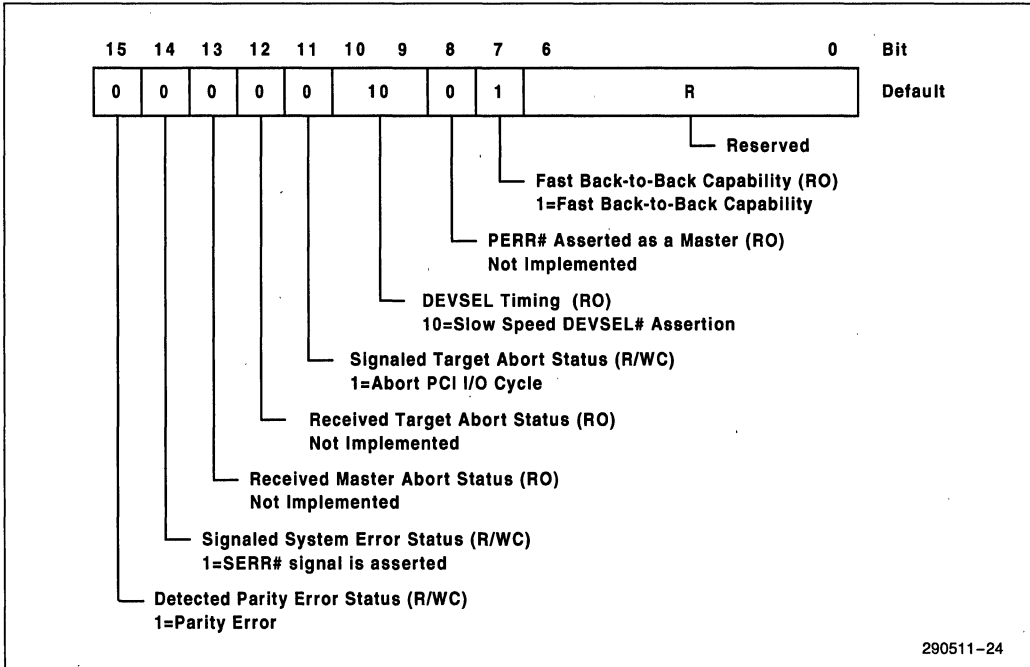 15 14 13 12 11 10 9 8 7 6 0 Bit
0 0 0 0 0 10 0 1 R Default
Reserved
Fast Back-to-Back Capability (RO)
1=Fast Back-to-Back Capability
PERR# Asserted as a Master (RO)
Not Implemented
DEVSEL Timing (RO)
10=Slow Speed DEVSEL# Assertion
Signaled Target Abort Status (R/WC)
1=Abort PCI I/O Cycle
Received Target Abort Status (RO)
Not Implemented
Received Master Abort Status (RO)
Not Implemented
Signaled System Error Status (R/WC)
1=SERR# signal is asserted
Detected Parity Error Status (R/WC)
1=Parity Error
290511-24